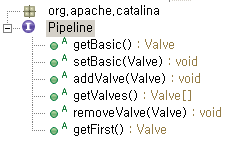 org.apache.catalina
I Pipeline
A getBasic() : Valve
A setBasic(Valve) : void
A addValve(Valve) : void
A getValves() : Valve[]
A removeValve(Valve) : void
A getFirst() : Valve